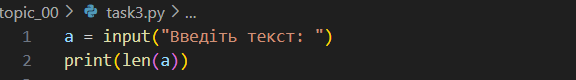 topic_00 > task3.py > ...
1 a = input("Введіть текст: ")
2 print(len(a))